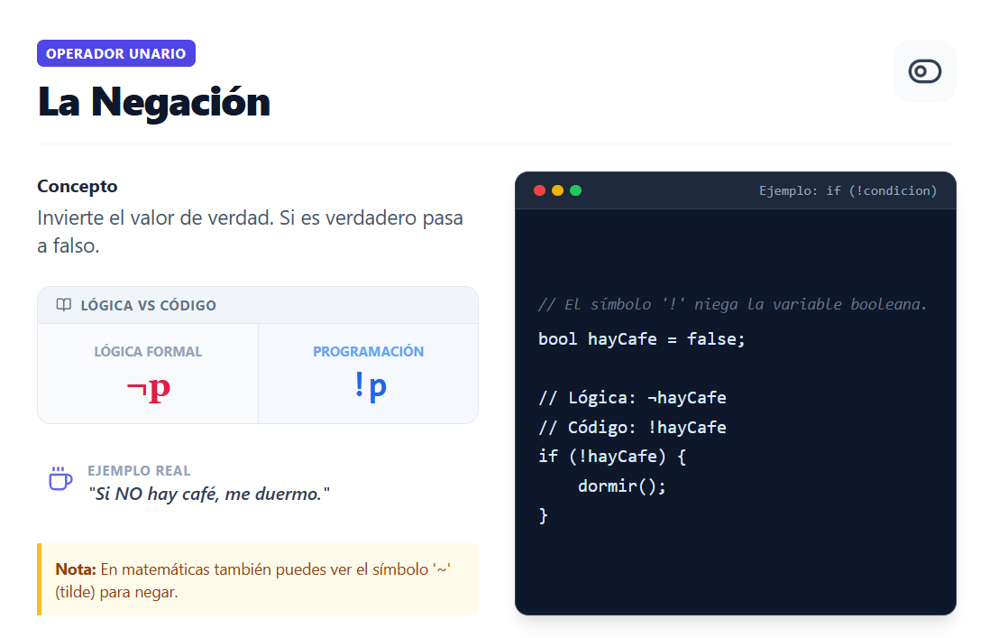 OPERADOR UNARIO
La Negación
Concepto
Invierte el valor de verdad. Si es verdadero pasa
a falso.
LÓGICA VS CÓDIGO
LÓGICA FORMAL
¬p
PROGRAMACIÓN
!p
EJEMPLO REAL
"Si NO hay café, me duermo."
Nota: En matemáticas también puedes ver el símbolo '~'
(tilde) para negar.
Ejemplo: if (!condicion)
// El símbolo '!' niega la variable booleana.
bool hayCafe = false;
// Lógica: ¬hayCafe
// Código: !hayCafe
if (!hayCafe) {
    dormir();
}